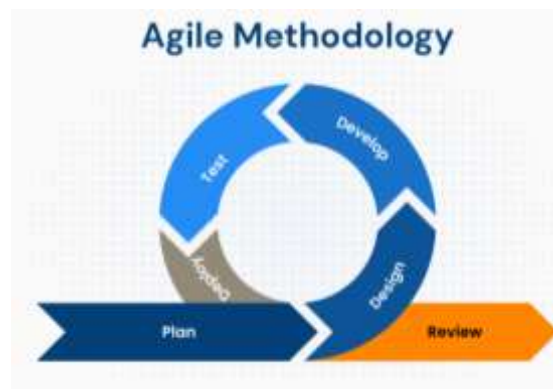 Agile Methodology
Develop
Test
Deploy
Design
Plan
Review